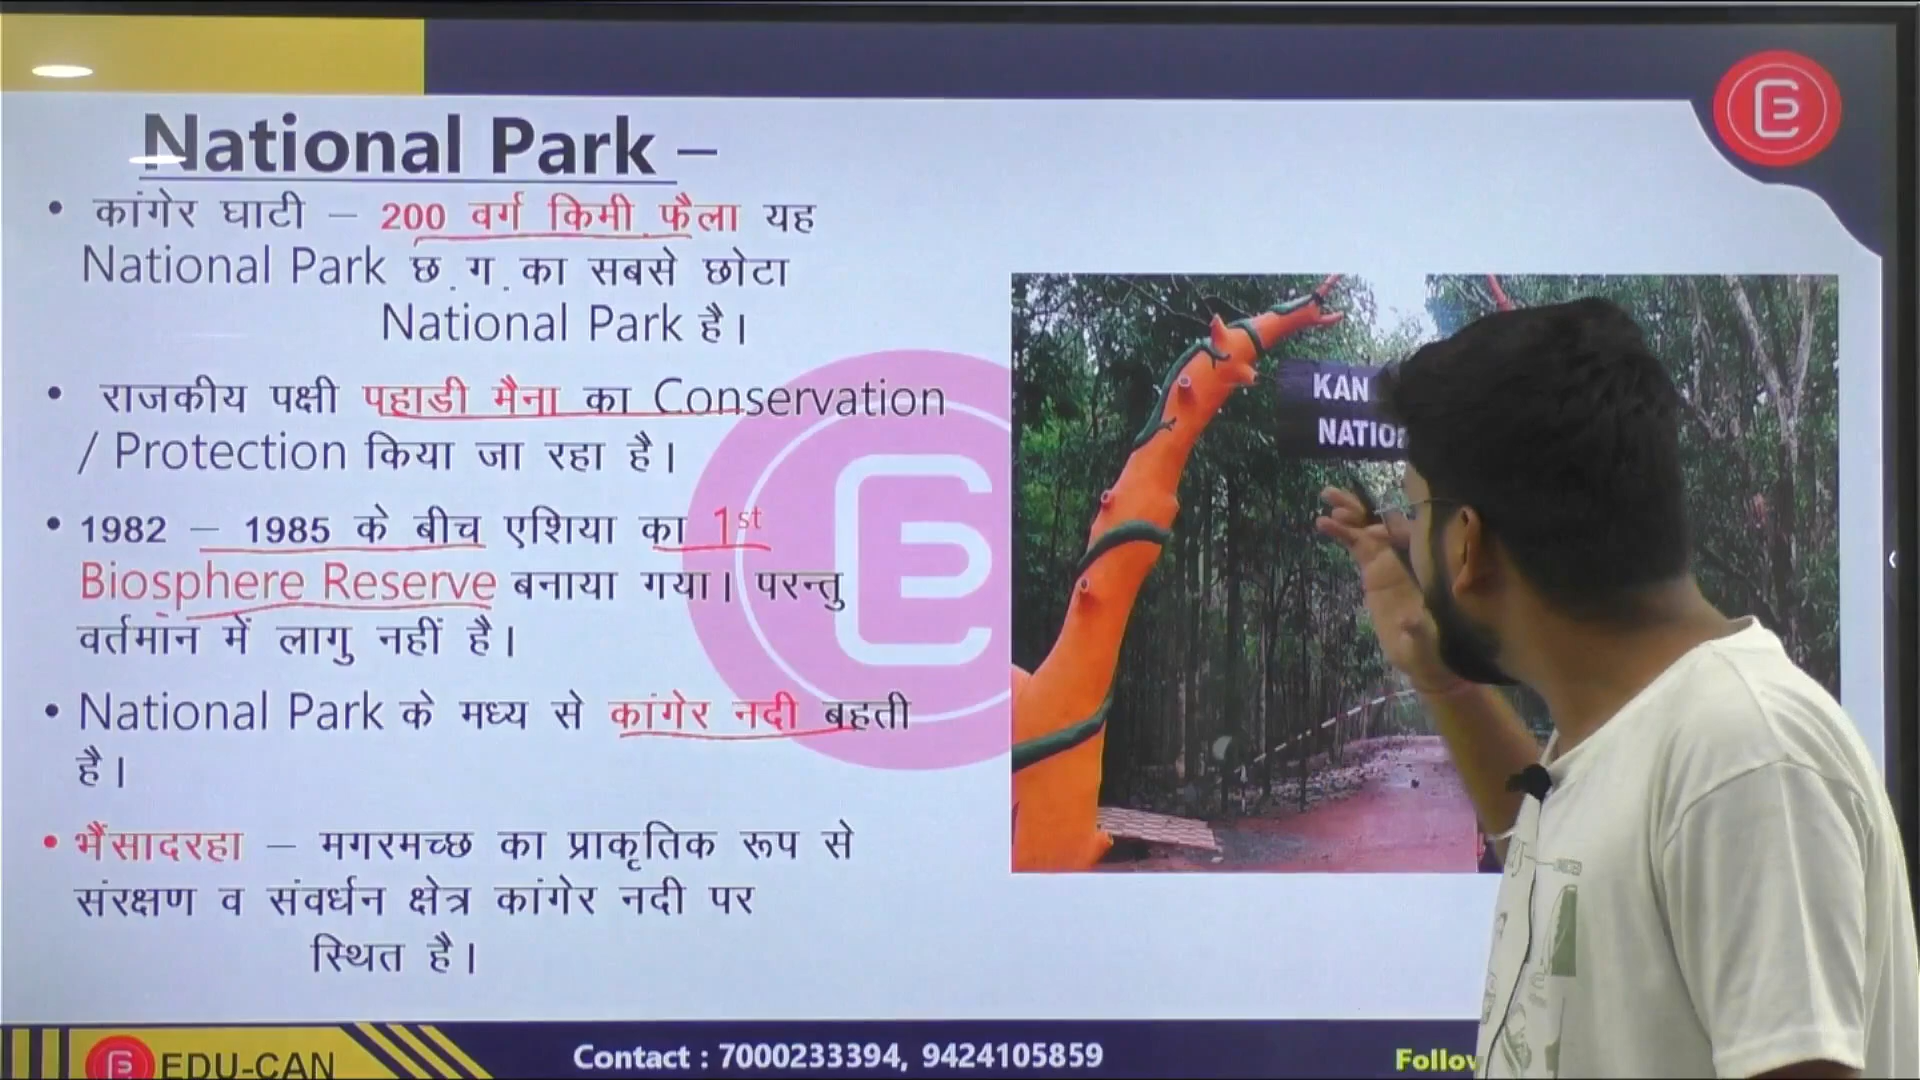 National Park –
• कांगेर घाटी – 200 वर्ग किमी फैला यह
National Park छ.ग.का सबसे छोटा
National Park है।
• राजकीय पक्षी पहाडी मैना का Conservation
/ Protection किया जा रहा है।
• 1982 – 1985 के बीच एशिया का 1st
Biosphere Reserve बनाया गया। परन्तु
वर्तमान में लागु नहीं है।
• National Park के मध्य से कांगेर नदी बहती
है।
• भैंसादरहा – मगरमच्छ का प्राकृतिक रूप से
संरक्षण व संवर्धन क्षेत्र कांगेर नदी पर
स्थित है।
KAN
NATIO
EDU-CAN
Contact : 7000233394, 9424105859
Follow